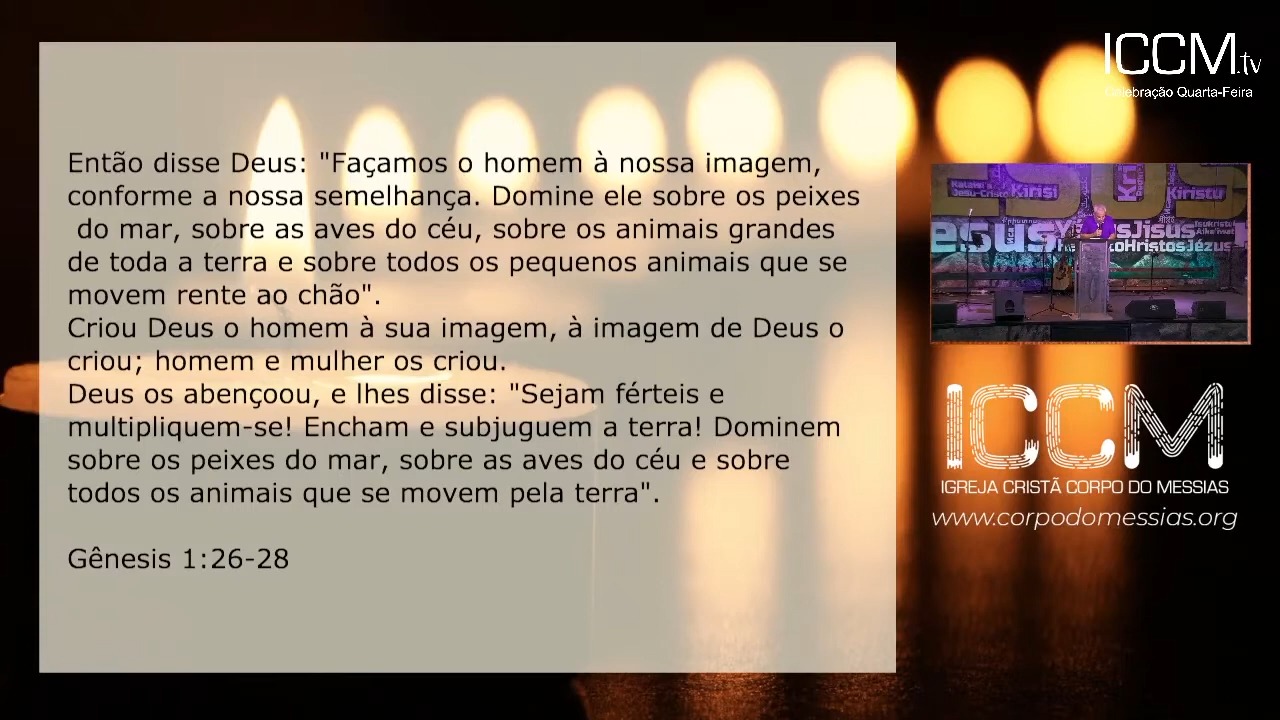 ICCM.tv
Celebração Quarta-Feira
Então disse Deus: "Façamos o homem à nossa imagem,
conforme a nossa semelhança. Domine ele sobre os peixes
do mar, sobre as aves do céu, sobre os animais grandes
de toda a terra e sobre todos os pequenos animais que se
movem rente ao chão".
Criou Deus o homem à sua imagem, à imagem de Deus o
criou; homem e mulher os criou.
Deus os abençoou, e lhes disse: "Sejam férteis e
multipliquem-se! Encham e subjuguem a terra! Dominem
sobre os peixes do mar, sobre as aves do céu e sobre
todos os animais que se movem pela terra".
Gênesis 1:26-28
Kirisi
Kiristu
Jisus
HristosJézus
ICCM
IGREJA CRISTÃ CORPO DO MESSIAS
www.corpodomessias.org